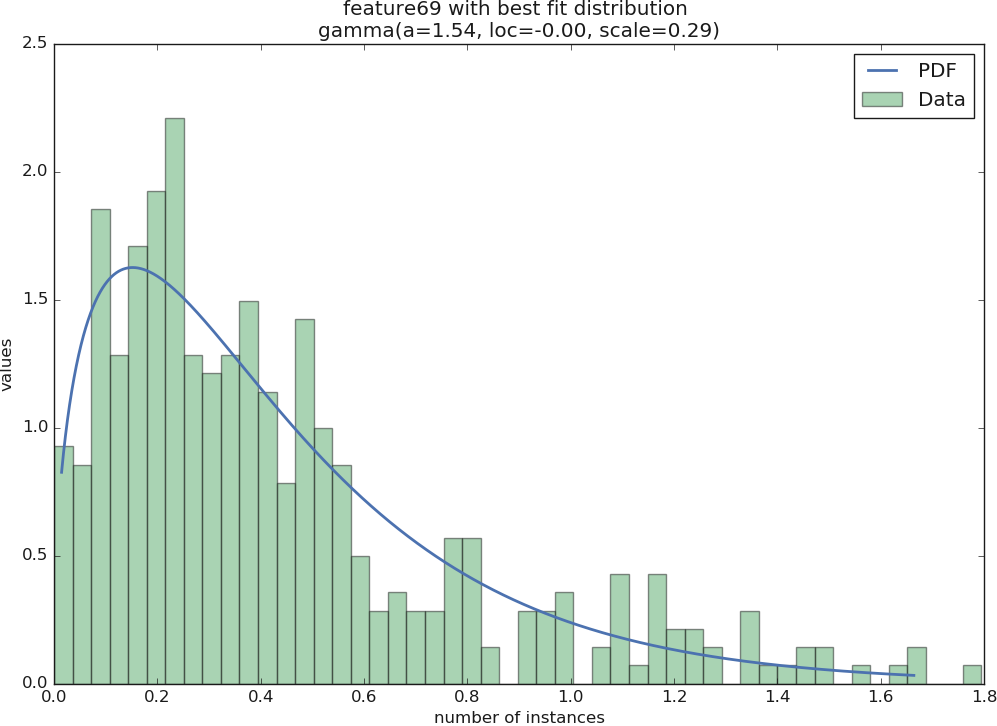 feature69 with best fit distribution
gamma(a=1.54, loc=-0.00, scale=0.29)
2.5
2.0
1.5
1.0
0.5
0.0
values
PDF
Data
0.0 0.2 0.4 0.6 0.8 1.0 1.2 1.4 1.6 1.8
number of instances